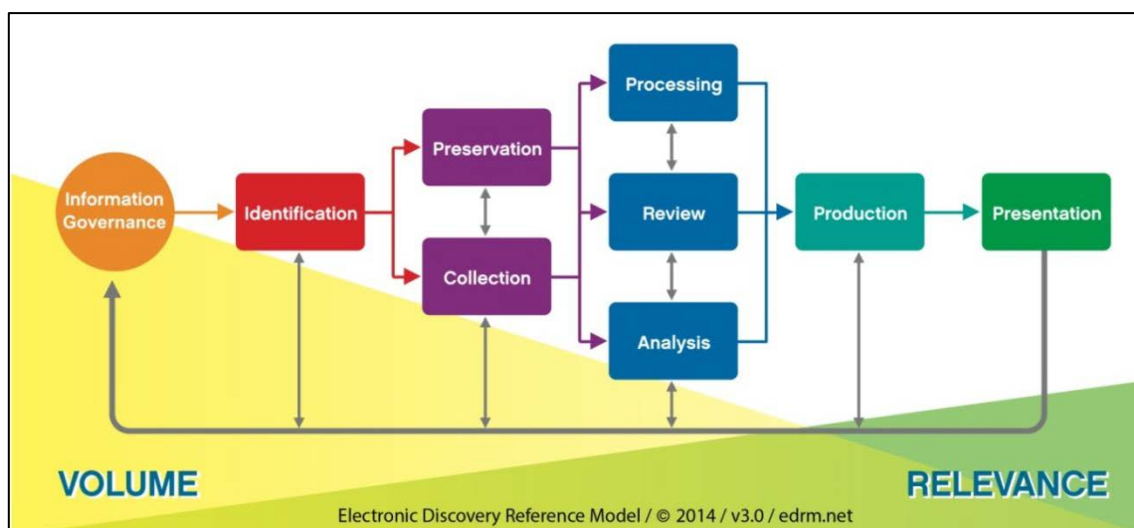 Information
Governance
Identification
Preservation
Collection
Processing
Review
Analysis
Production
Presentation
VOLUME
RELEVANCE
Electronic Discovery Reference Model / © 2014 / v3.0 / edrm.net